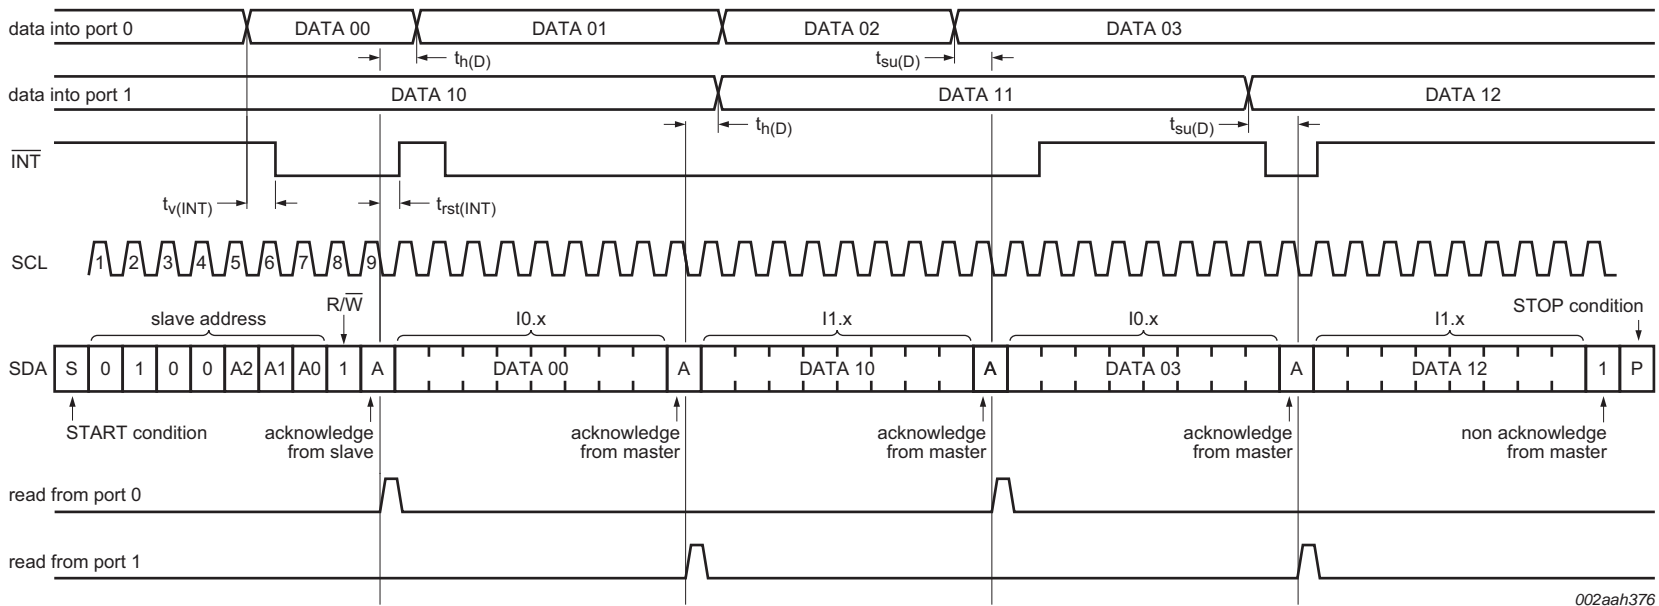 data into port 0 DATA 00 DATA 01 DATA 02 DATA 03
th(D) tsu(D)
data into port 1 DATA 10 DATA 11 DATA 12
th(D) tsu(D)
INT
tv(INT) trst(INT)
SCL 1 2 3 4 5 6 7 8 9
R/W STOP condition
slave address I0.x I1.x I0.x I1.x
SDA S 0 1 0 0 A2 A1 A0 1 A DATA 00 A DATA 10 A DATA 03 A DATA 12 1 P
START condition acknowledge acknowledge acknowledge acknowledge non acknowledge
from slave from master from master from master from master
read from port 0
read from port 1
002aah376